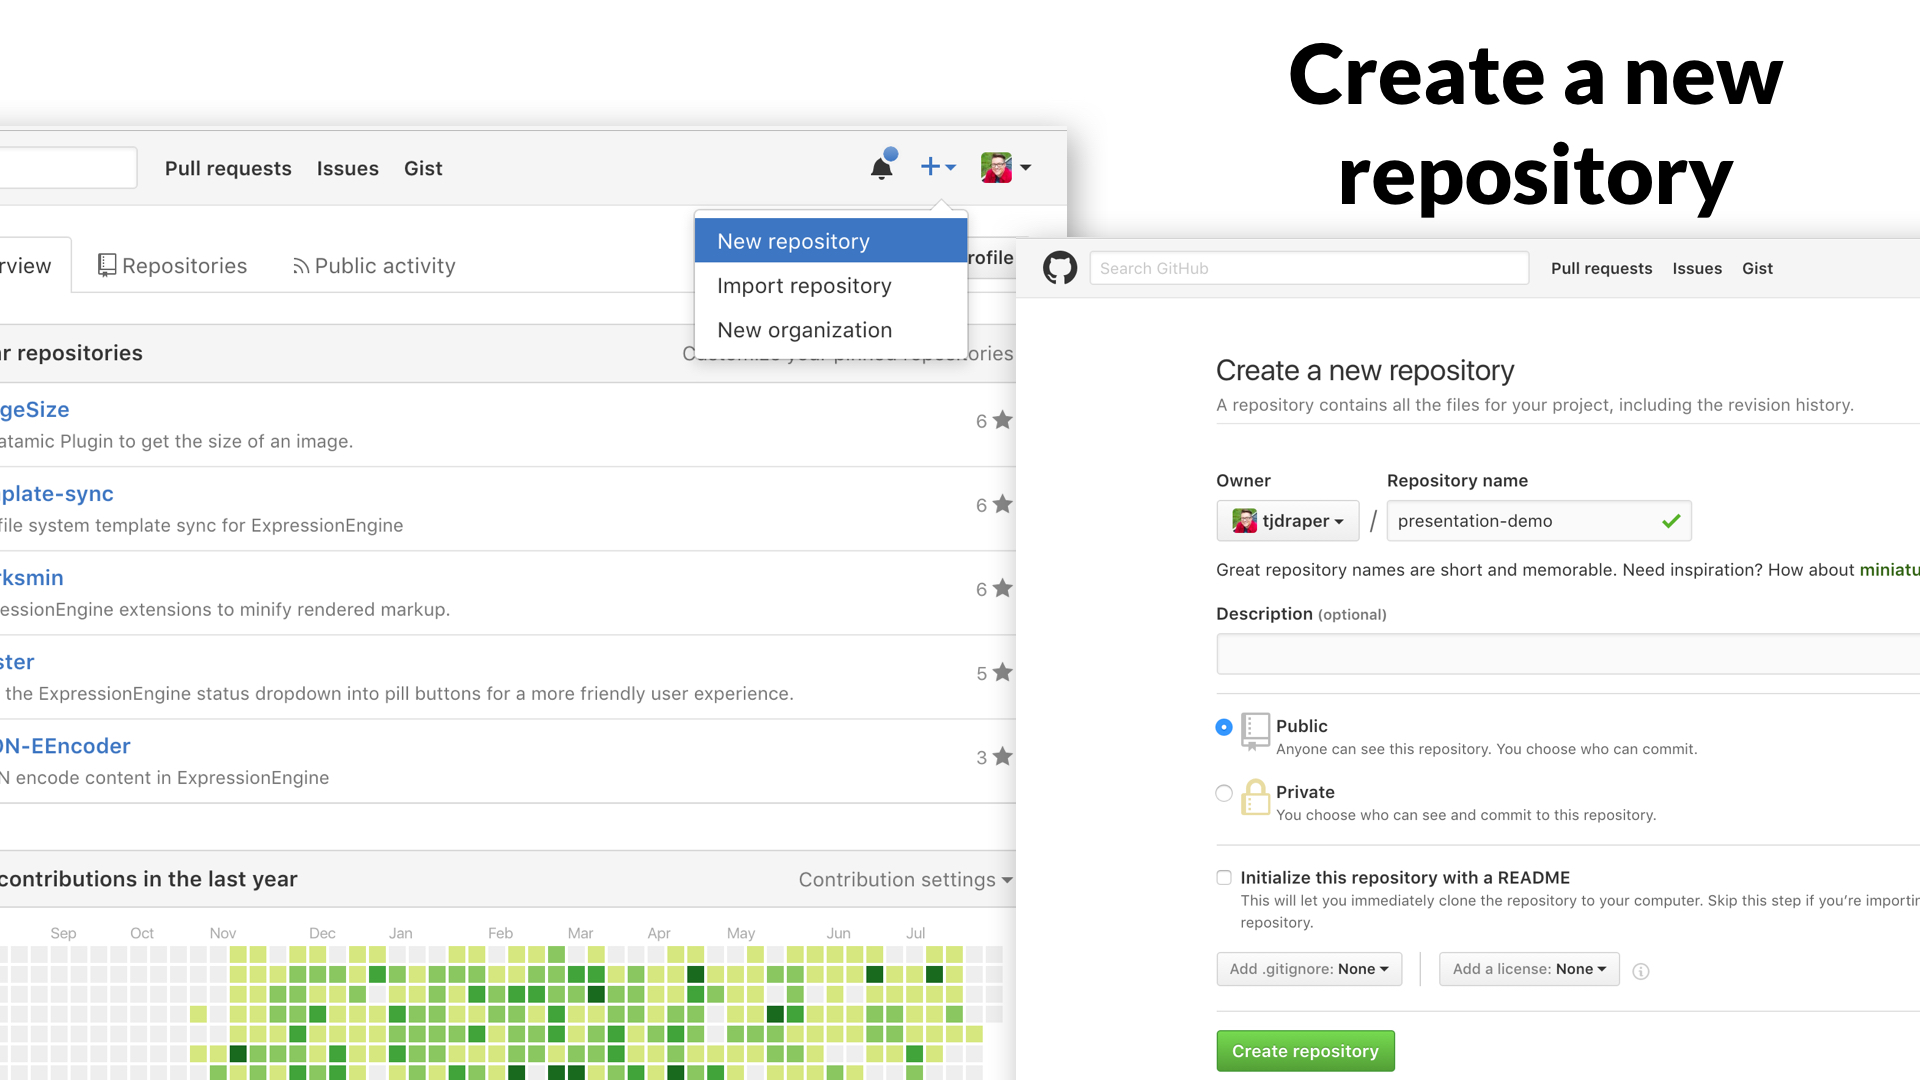 Create a new
repository
Pull requests Issues Gist
New repository
Import repository
New organization
rview Repositories Public activity
rofile
r repositories
Customize your pinned repositories
geSize
atamic Plugin to get the size of an image.
6
plate-sync
file system template sync for ExpressionEngine
6
ksmin
essionEngine extensions to minify rendered markup.
6
ster
the ExpressionEngine status dropdown into pill buttons for a more friendly user experience.
5
ON-EEncoder
N encode content in ExpressionEngine
3
contributions in the last year
Contribution settings
Sep Oct Nov Dec Jan Feb Mar Apr May Jun Jul
Search GitHub Pull requests Issues Gist
Create a new repository
A repository contains all the files for your project, including the revision history.
Owner Repository name
tjdraper / presentation-demo
Great repository names are short and memorable. Need inspiration? How about miniatu
Description (optional)
Public
Anyone can see this repository. You choose who can commit.
Private
You choose who can see and commit to this repository.
Initialize this repository with a README
This will let you immediately clone the repository to your computer. Skip this step if you’re importin
repository.
Add .gitignore: None Add a license: None
Create repository